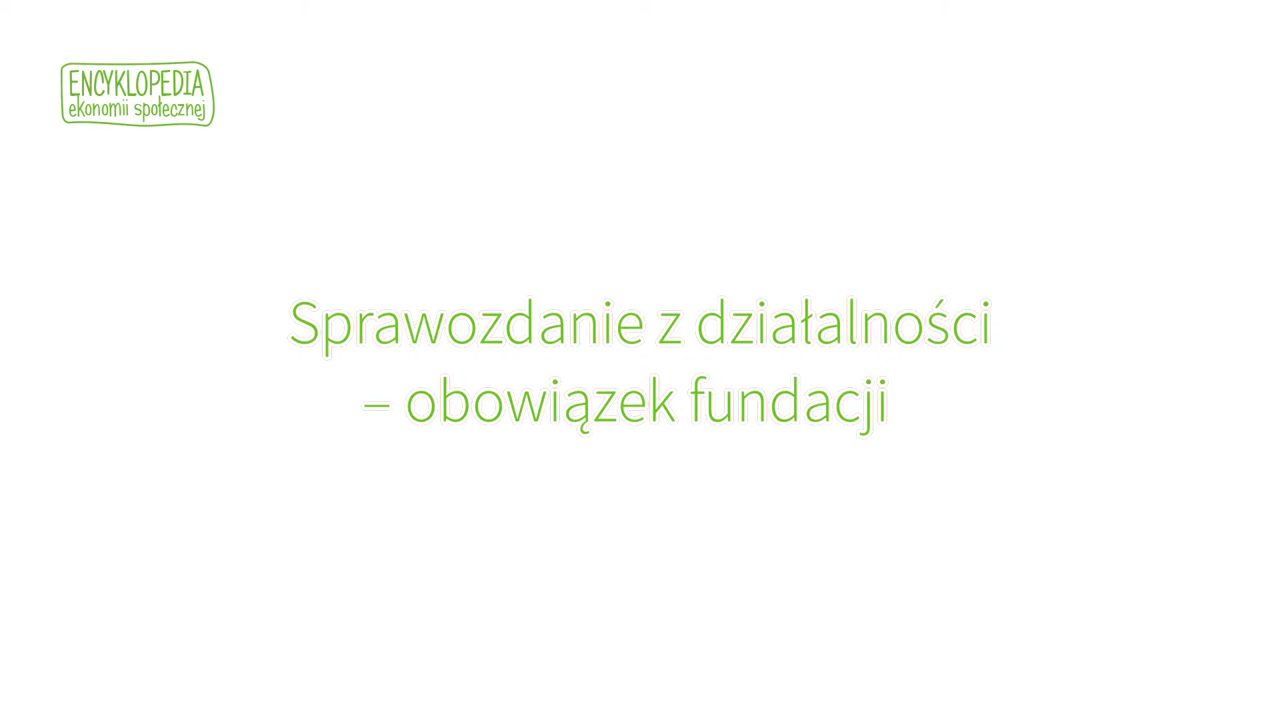 ENCYKLOPEDIA
ekonomii społecznej
Sprawozdanie z działalności
– obowiązek fundacji